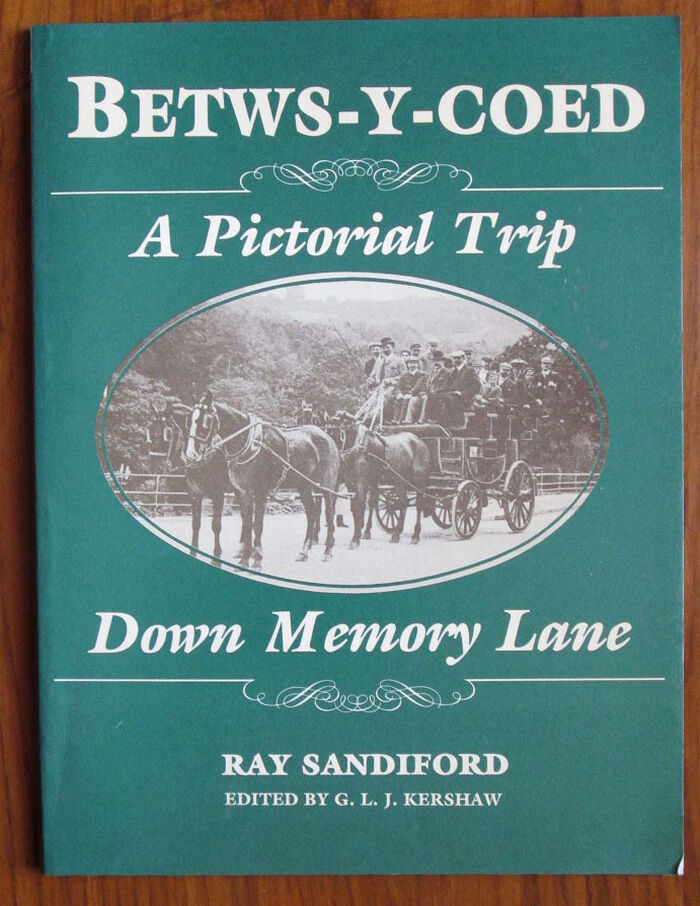 BETWS-Y-COED
A Pictorial Trip
Down Memory Lane
RAY SANDIFORD
EDITED BY G. L. J. KERSHAW